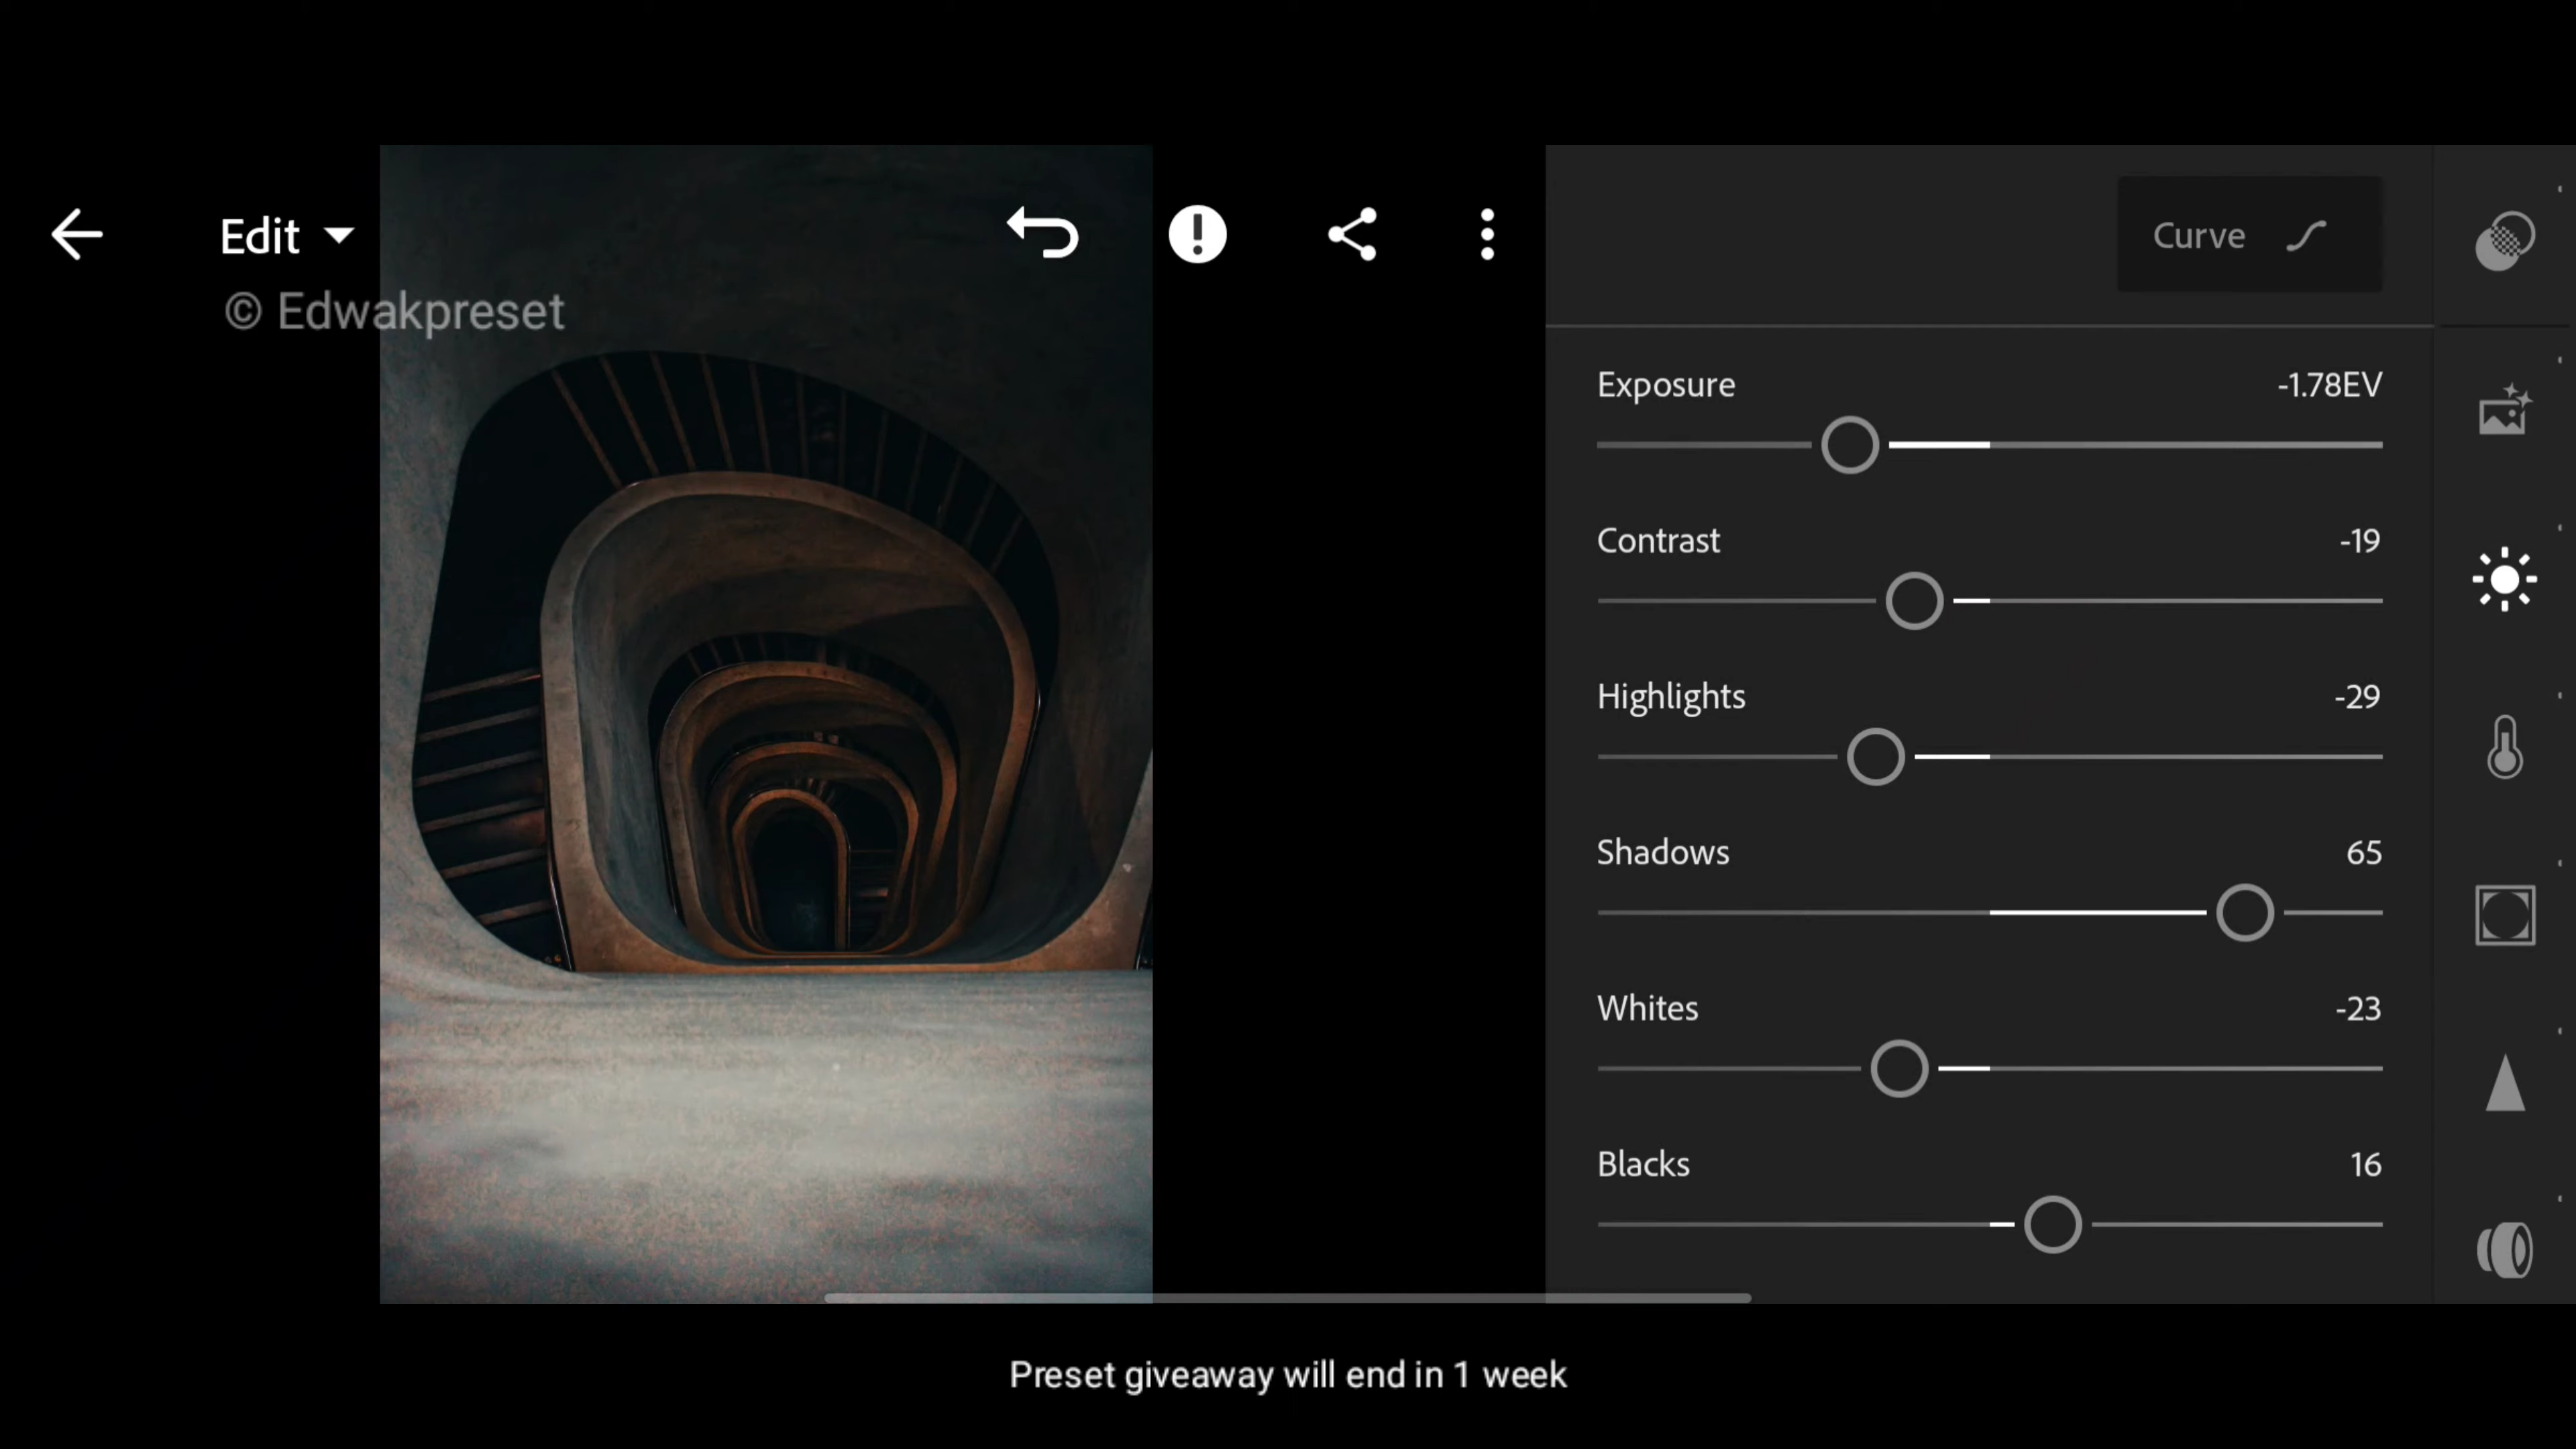 Edit
© Edwakpreset
Curve
Exposure -1.78EV
Contrast -19
Highlights -29
Shadows 65
Whites -23
Blacks 16
Preset giveaway will end in 1 week